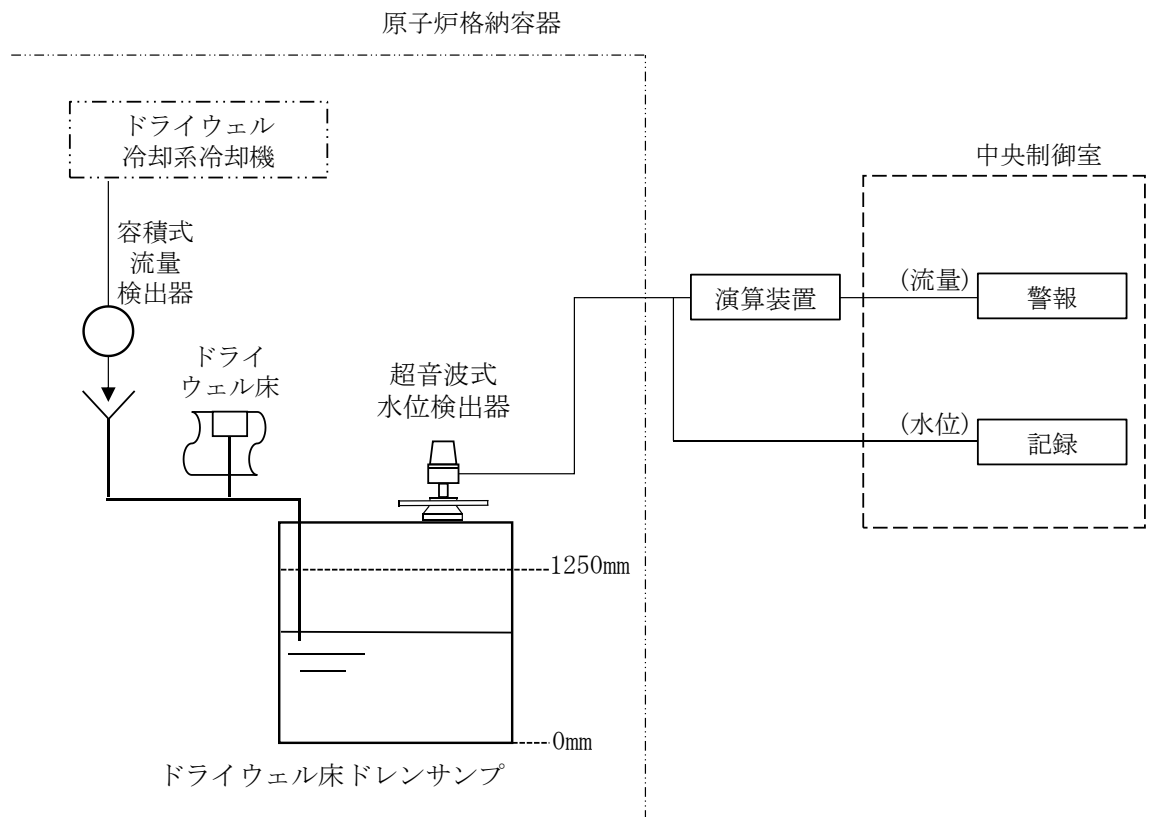 原子炉格納容器
ドライウェル
冷却系冷却機
中央制御室
容積式
流量
検出器
(流量)
演算装置
警報
ドライ
ウェル床
超音波式
水位検出器
(水位)
記録
1250mm
0mm
ドライウェル床ドレンサンプ